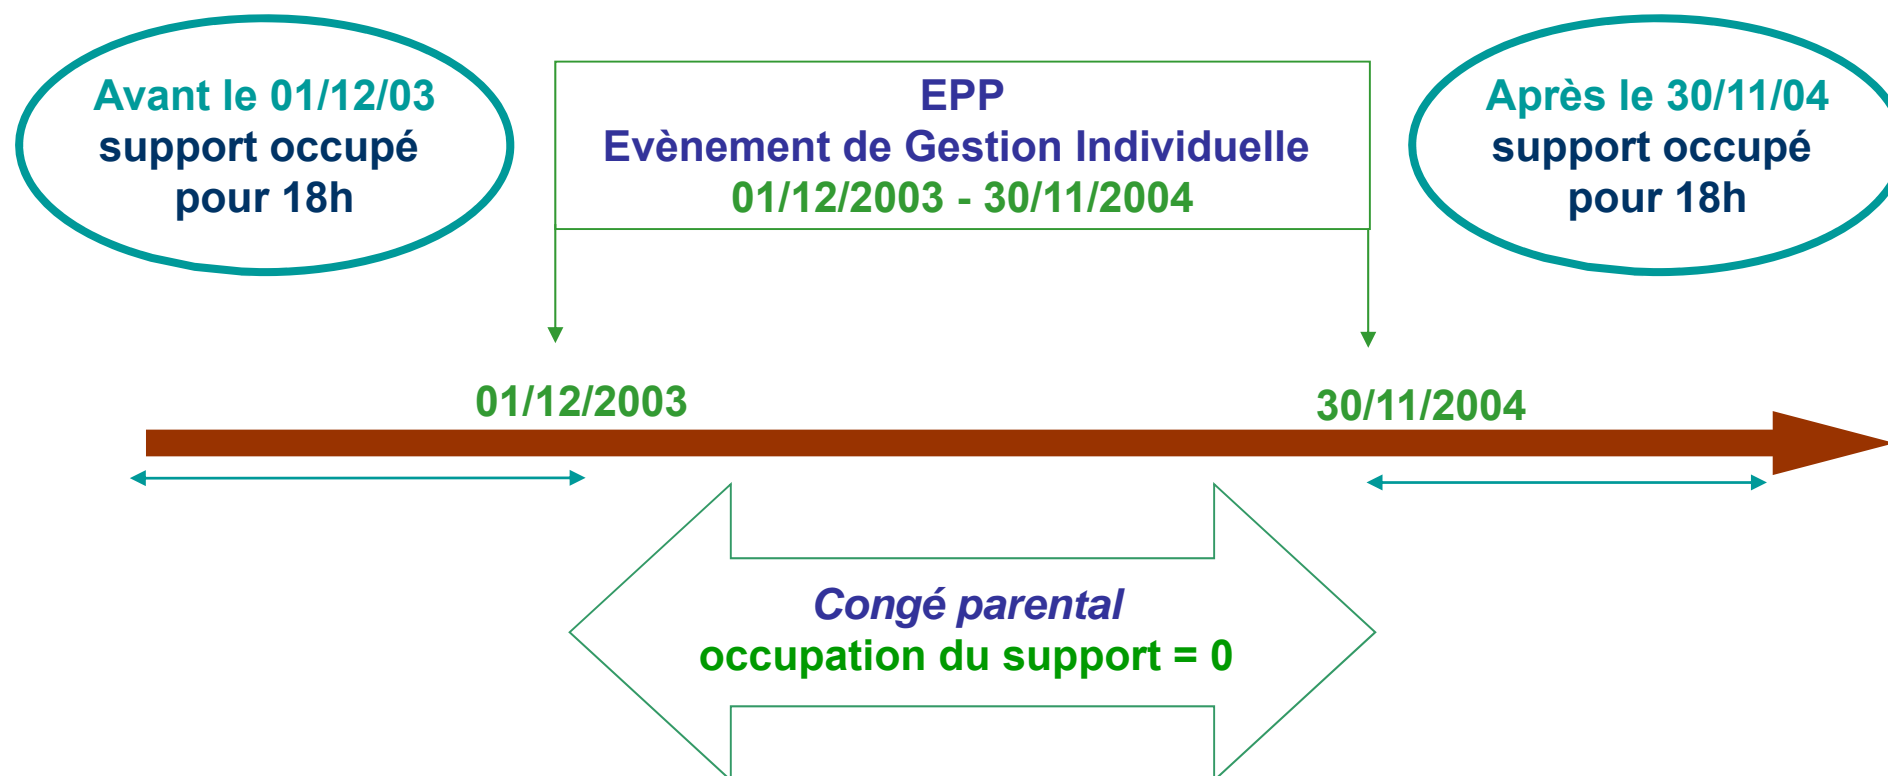 Avant le 01/12/03
support occupé
pour 18h
EPP
Evènement de Gestion Individuelle
01/12/2003 - 30/11/2004
Après le 30/11/04
support occupé
pour 18h
01/12/2003
30/11/2004
Congé parental
occupation du support = 0